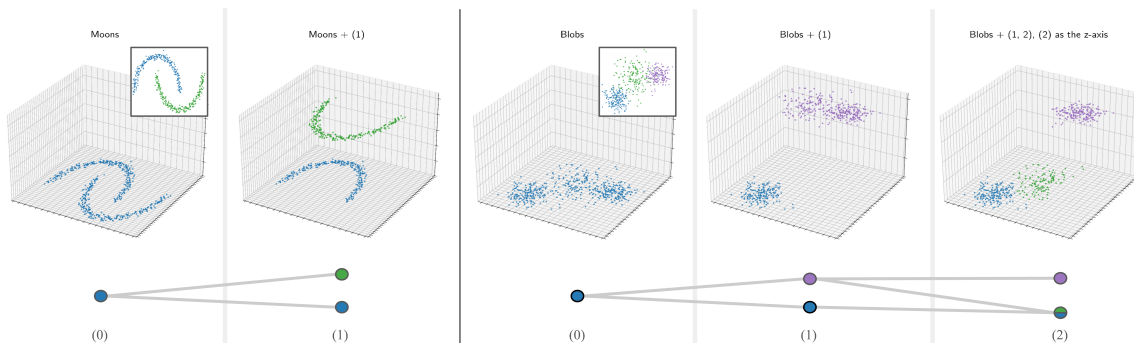 Moons
Moons + (1)
Blobs
Blobs + (1)
Blobs + (1, 2), (2) as the z-axis
(0)
(1)
(0)
(1)
(2)